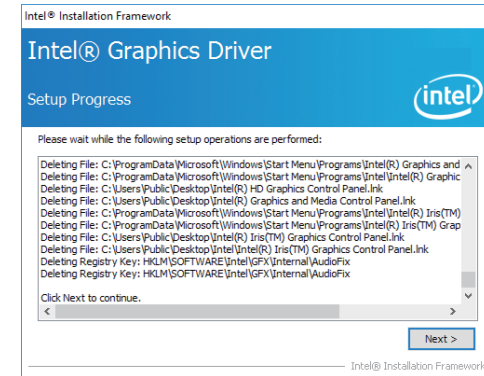 Intel® Installation Framework
Intel® Graphics Driver
Setup Progress
intel
Please wait while the following setup operations are performed:
Deleting File: C:\ProgramData\Microsoft\Windows\Start Menu\Programs\Intel(R) Graphics and
Deleting File: C:\ProgramData\Microsoft\Windows\Start Menu\Programs\Intel\Intel(R) Graphic
Deleting File: C:\Users\Public\Desktop\Intel(R) HD Graphics Control Panel.lnk
Deleting File: C:\Users\Public\Desktop\Intel(R) Graphics and Media Control Panel.lnk
Deleting File: C:\ProgramData\Microsoft\Windows\Start Menu\Programs\Intel\Intel(R) Iris(TM)
Deleting File: C:\ProgramData\Microsoft\Windows\Start Menu\Programs\Intel(R) Iris(TM) Grap
Deleting File: C:\Users\Public\Desktop\Intel(R) Iris(TM) Graphics Control Panel.lnk
Deleting File: C:\Users\Public\Desktop\Intel(R) Iris(TM) Graphics Control Panel.lnk
Deleting Registry Key: HKLM\SOFTWARE\Intel\GFX\Internal\AudioFix
Deleting Registry Key: HKLM\SOFTWARE\Intel\GFX\Internal\AudioFix
Click Next to continue.
Next >
Intel® Installation Framework